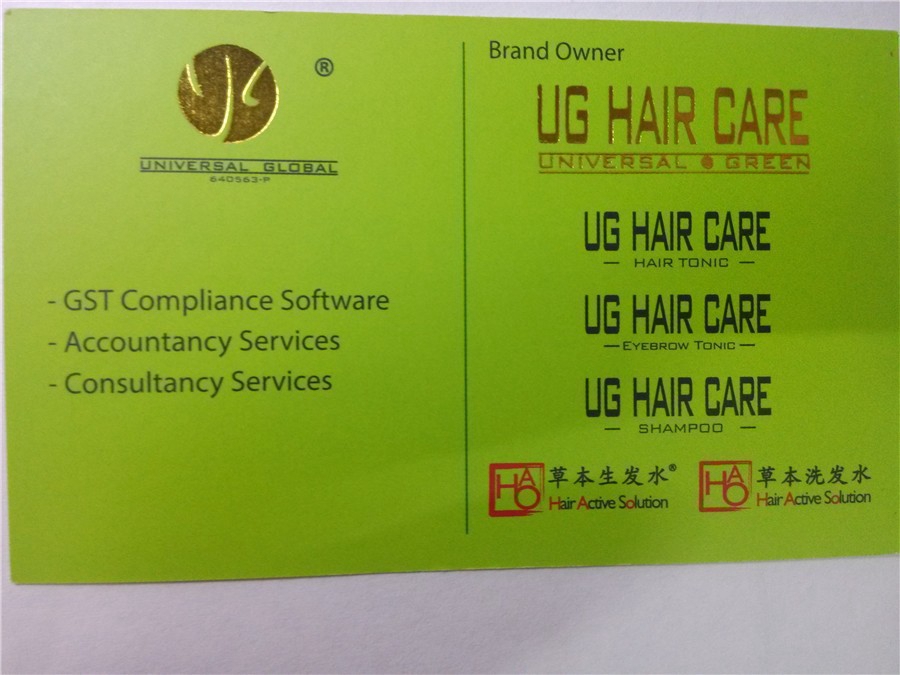 ®
UNIVERSAL GLOBAL
640563-P
- GST Compliance Software
- Accountancy Services
- Consultancy Services
Brand Owner
UG HAIR CARE
UNIVERSAL GREEN
UG HAIR CARE
— HAIR TONIC —
UG HAIR CARE
— EYEBROW TONIC —
UG HAIR CARE
— SHAMPOO —
HAO 草本生发水®
Hair Active Solution
HAO 草本洗发水
Hair Active Solution